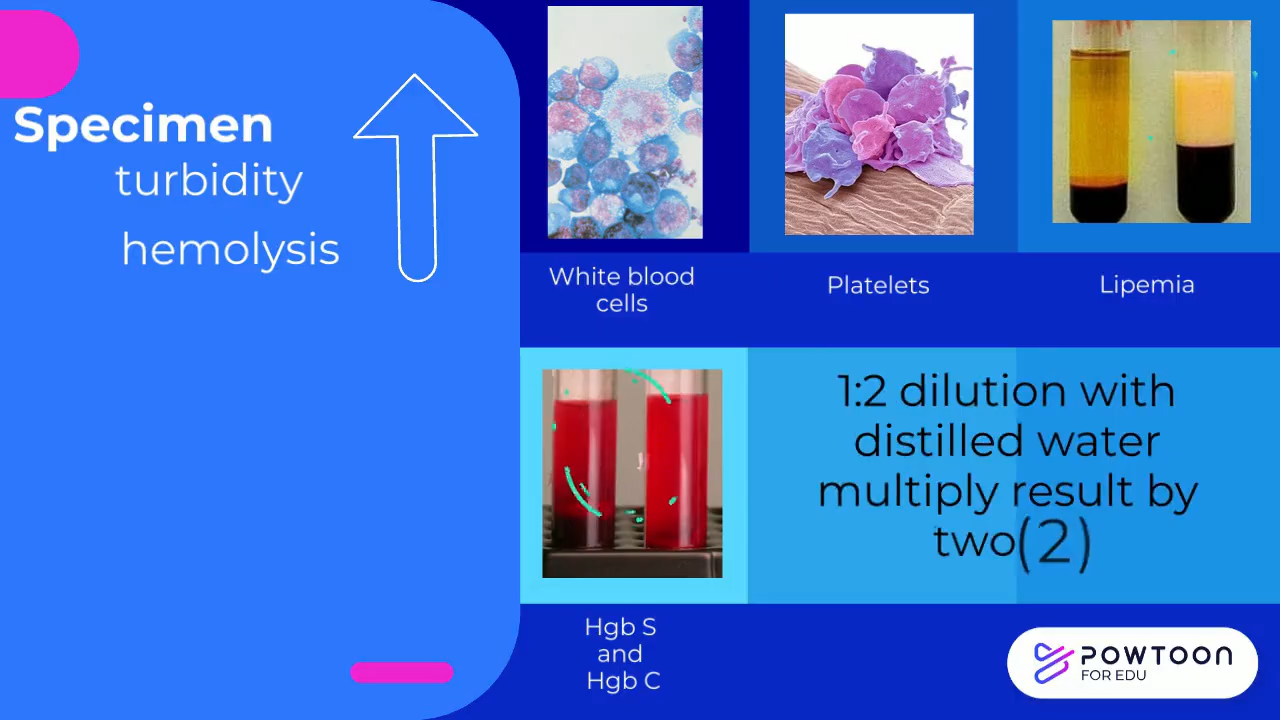 Specimen
turbidity
hemolysis
White blood
cells
Platelets
Lipemia
1:2 dilution with
distilled water
multiply result by
two(2)
Hgb S
and
Hgb C
POWTOON
FOR EDU